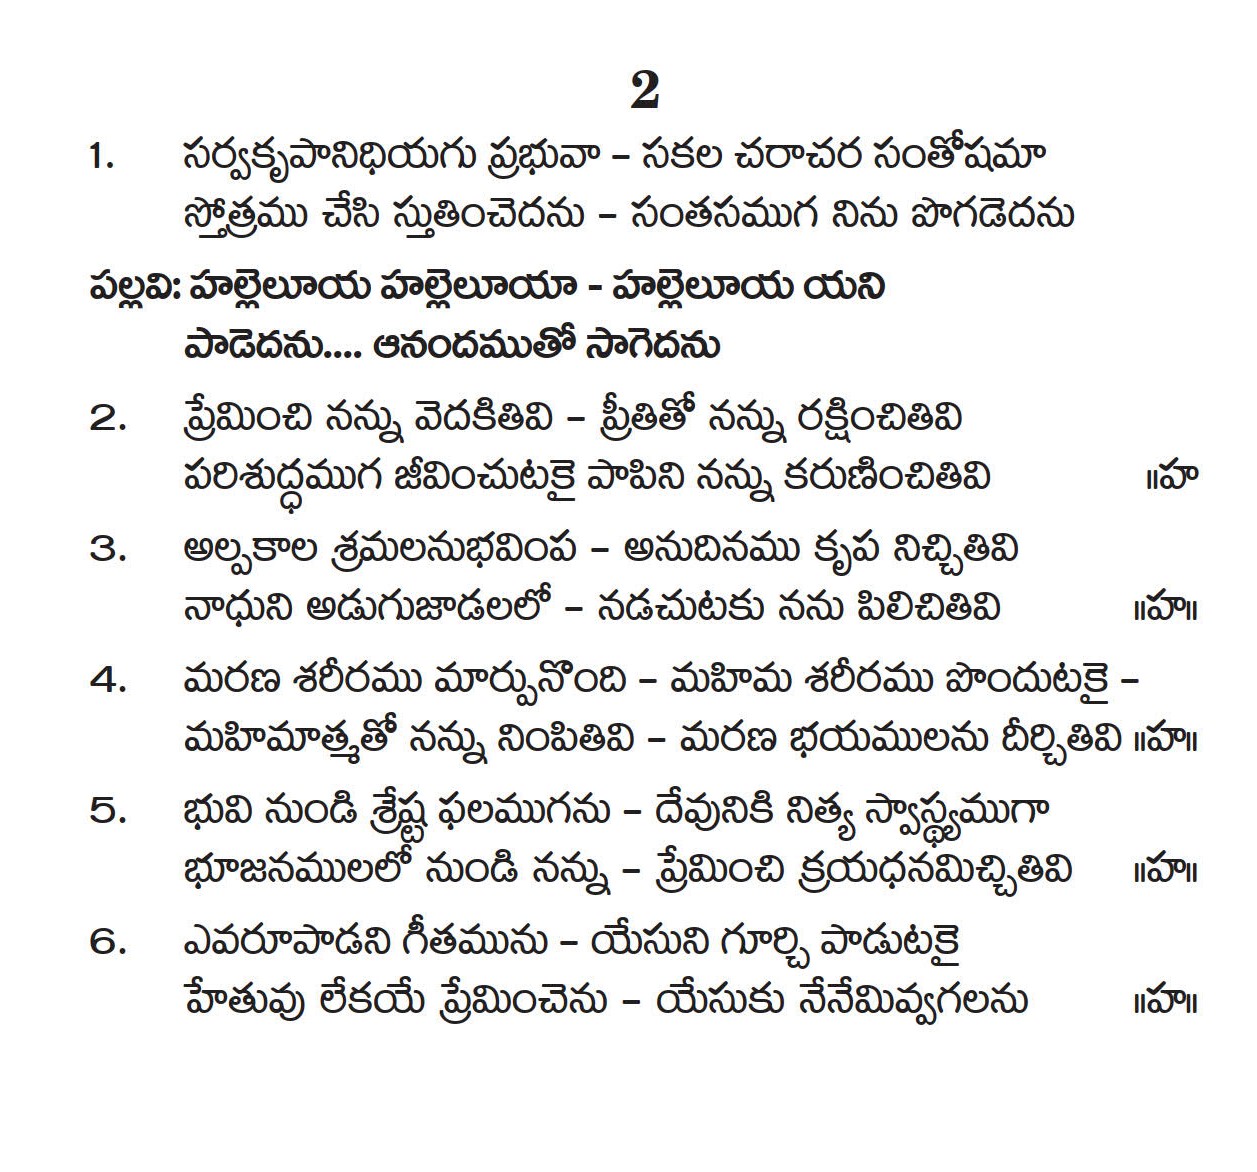 2
1. సర్వకృపానిధియగు ప్రభువా – సకల చరాచర సంతోషమా
స్తోత్రము చేసి స్తుతించెదను – సంతసముగ నిను పొగడెదను
పల్లవి: హల్లెలూయ హల్లెలూయా - హల్లెలూయ యని
పాడెదను.... ఆనందముతో సాగెదను
2. ప్రేమించి నన్ను వెదకితివి – ప్రీతితో నన్ను రక్షించితివి
పరిశుద్ధముగ జీవించుటకై పాపిని నన్ను కరుణించితివి ॥హ
3. అల్పకాల శ్రమలనుభవింప – అనుదినము కృప నిచ్చితివి
నాధుని అడుగుజాడలలో – నడచుటకు నను పిలిచితివి ॥హ॥
4. మరణ శరీరము మార్పునొంది – మహిమ శరీరము పొందుటకై –
మహిమాత్మతో నన్ను నింపితివి – మరణ భయములను దీర్చితివి ॥హ॥
5. భువి నుండి శ్రేష్ట ఫలముగను – దేవునికి నిత్య స్వాస్థ్యముగా
భూజనములలో నుండి నన్ను – ప్రేమించి క్రయధనమిచ్చితివి ॥హ॥
6. ఎవరూపాడని గీతమును – యేసుని గూర్చి పాడుటకై
హేతువు లేకయే ప్రేమించెను – యేసుకు నేనేమివ్వగలను ॥హ॥